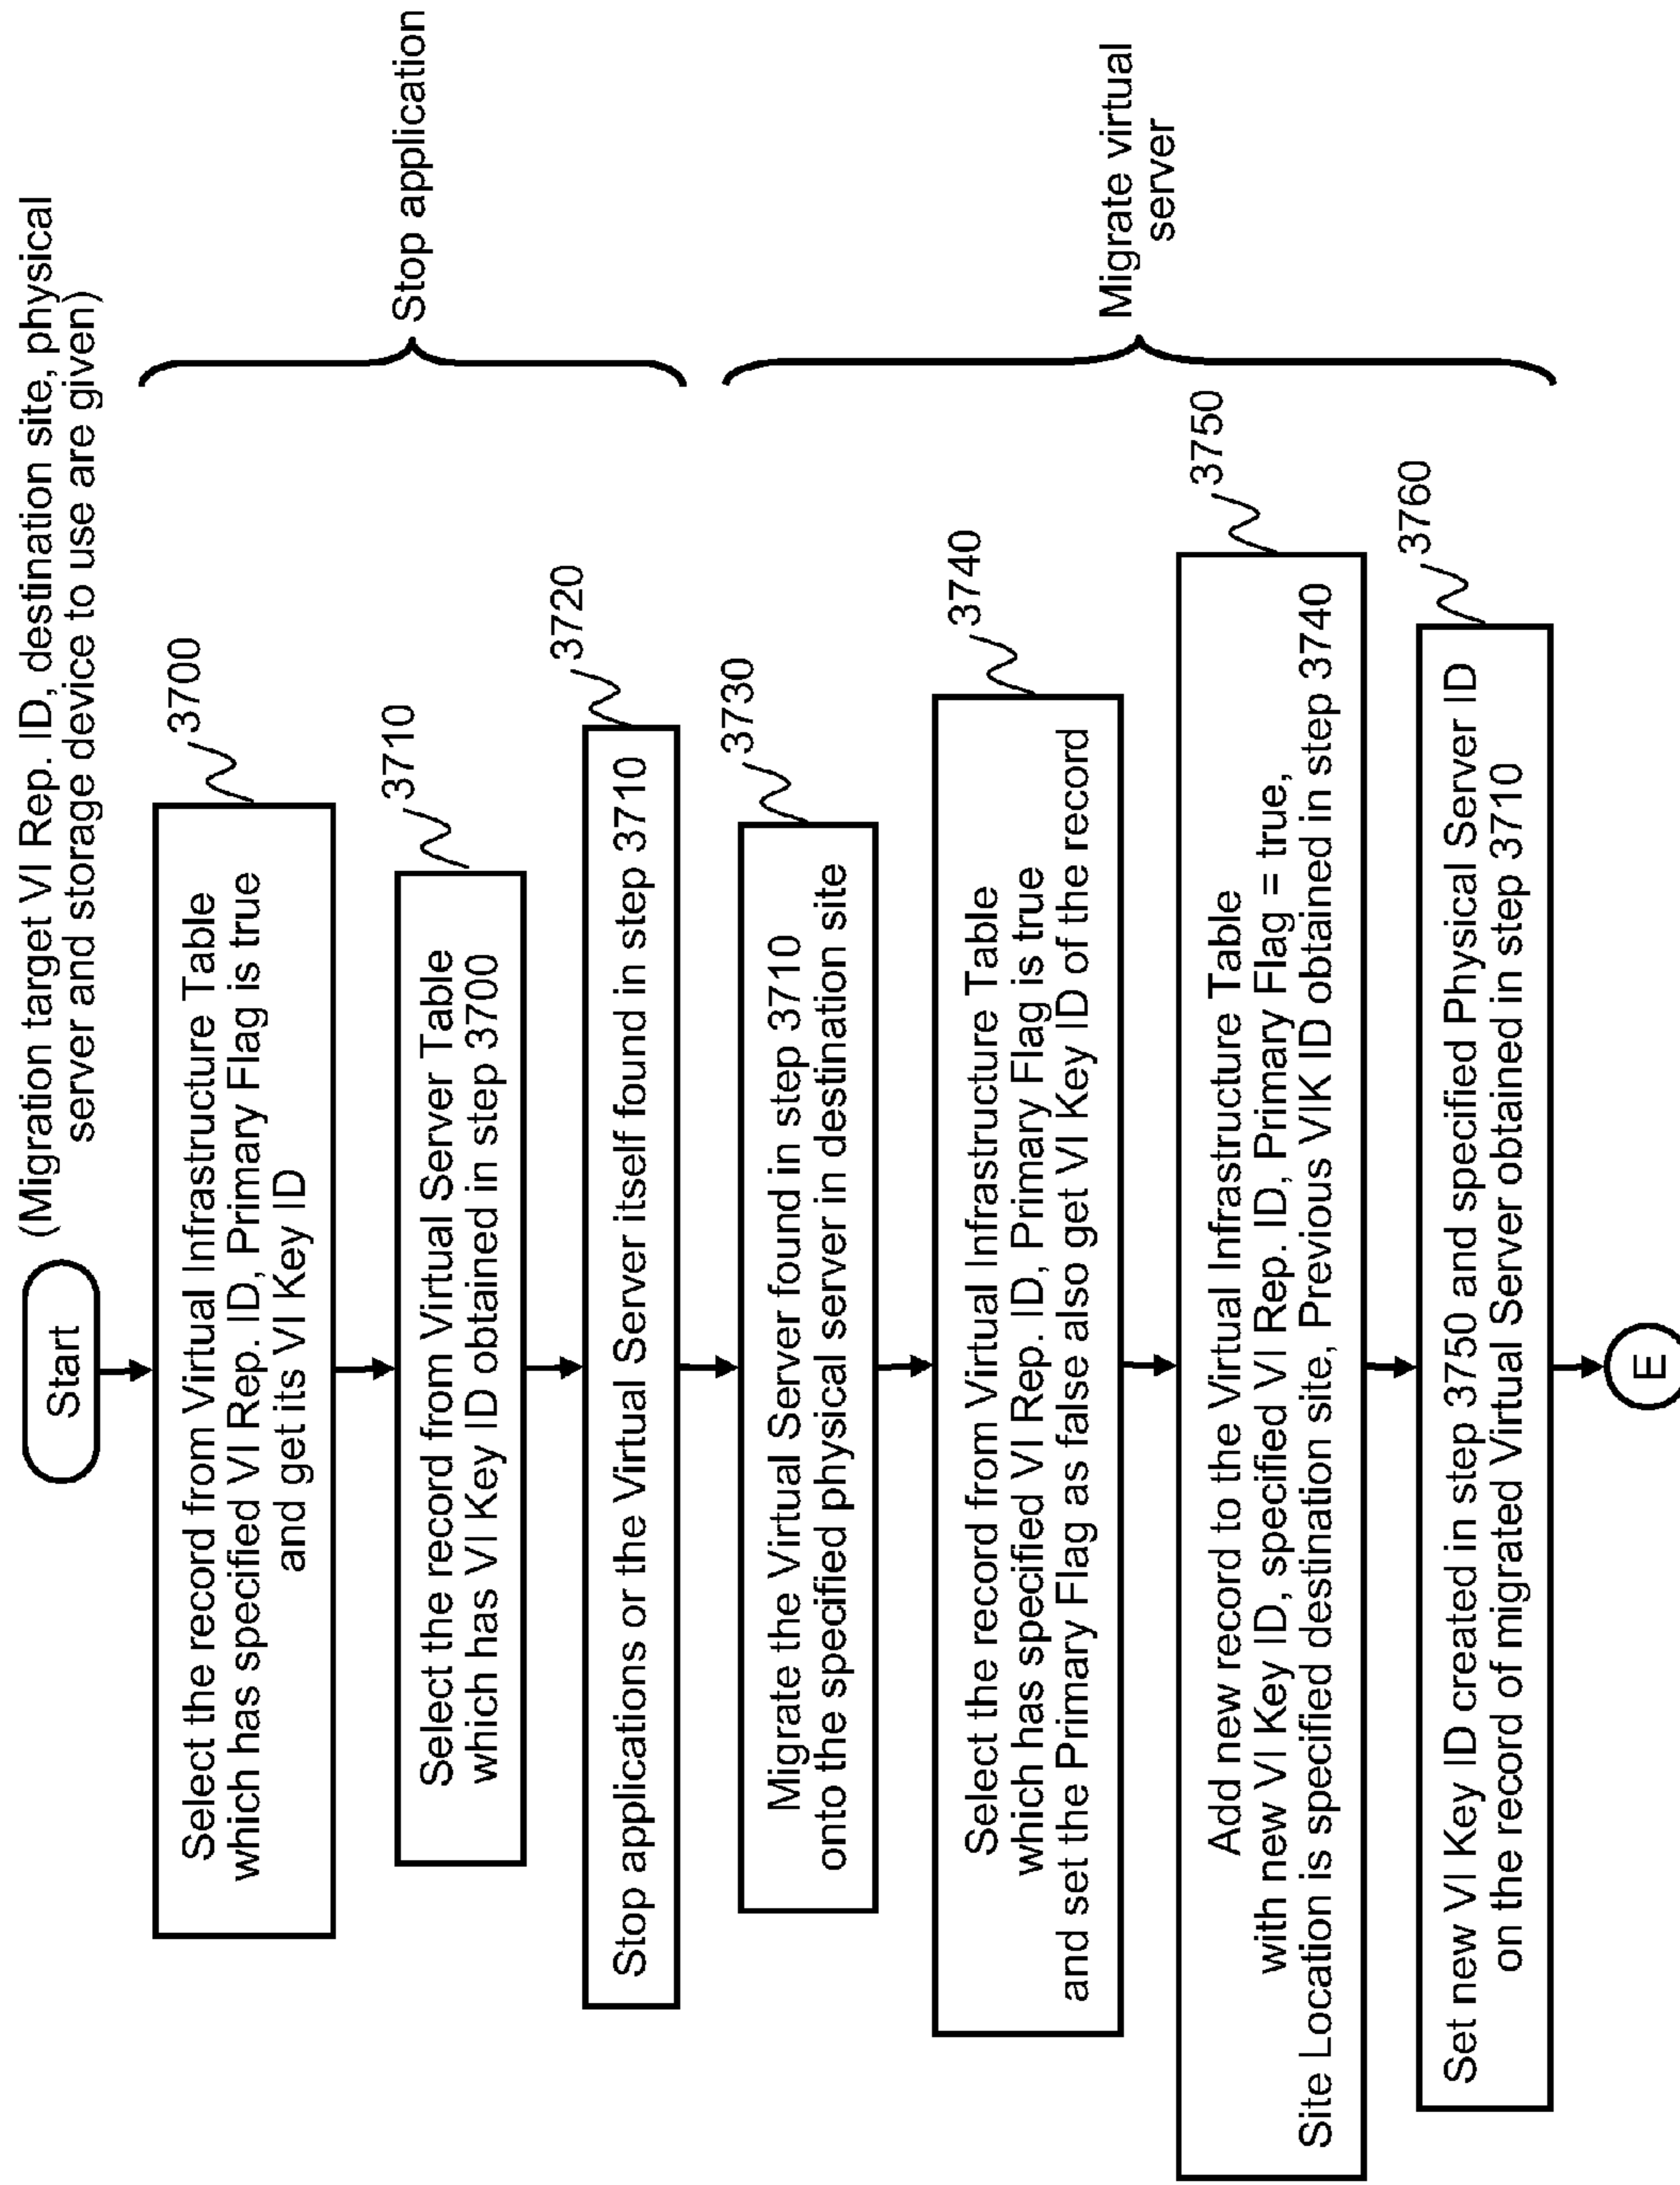 Start
(Migration target VI Rep. ID, destination site, physical
server and storage device to use are given)
3700
Select the record from Virtual Infrastructure Table
which has specified VI Rep. ID, Primary Flag is true
and get its VI Key ID
3710
Select the record from Virtual Server Table
which has VI Key ID obtained in step 3700
3720
Stop applications or the Virtual Server itself found in step 3710
Stop application
3730
Migrate the Virtual Server found in step 3710
onto the specified physical server in destination site
3740
Select the record from Virtual Infrastructure Table
which has specified VI Rep. ID, Primary Flag is true
and set the Primary Flag as false also get VI Key ID of the record
3750
Add new record to the Virtual Infrastructure Table
with new VI Key ID, specified VI Rep. ID, Primary Flag = true,
Site Location is specified destination site, Previous VIK ID obtained in step 3740
3760
Set new VI Key ID created in step 3750 and specified Physical Server ID
on the record of migrated Virtual Server obtained in step 3710
Migrate virtual
server
E